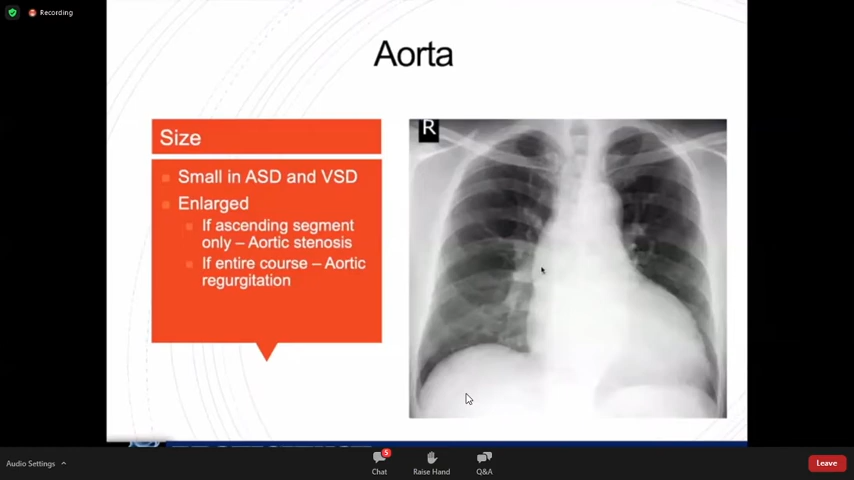 Recording
Aorta
Size
Small in ASD and VSD
Enlarged
If ascending segment
only – Aortic stenosis
If entire course – Aortic
regurgitation
R
5
Audio Settings
Chat
Raise Hand
Q&A
Leave